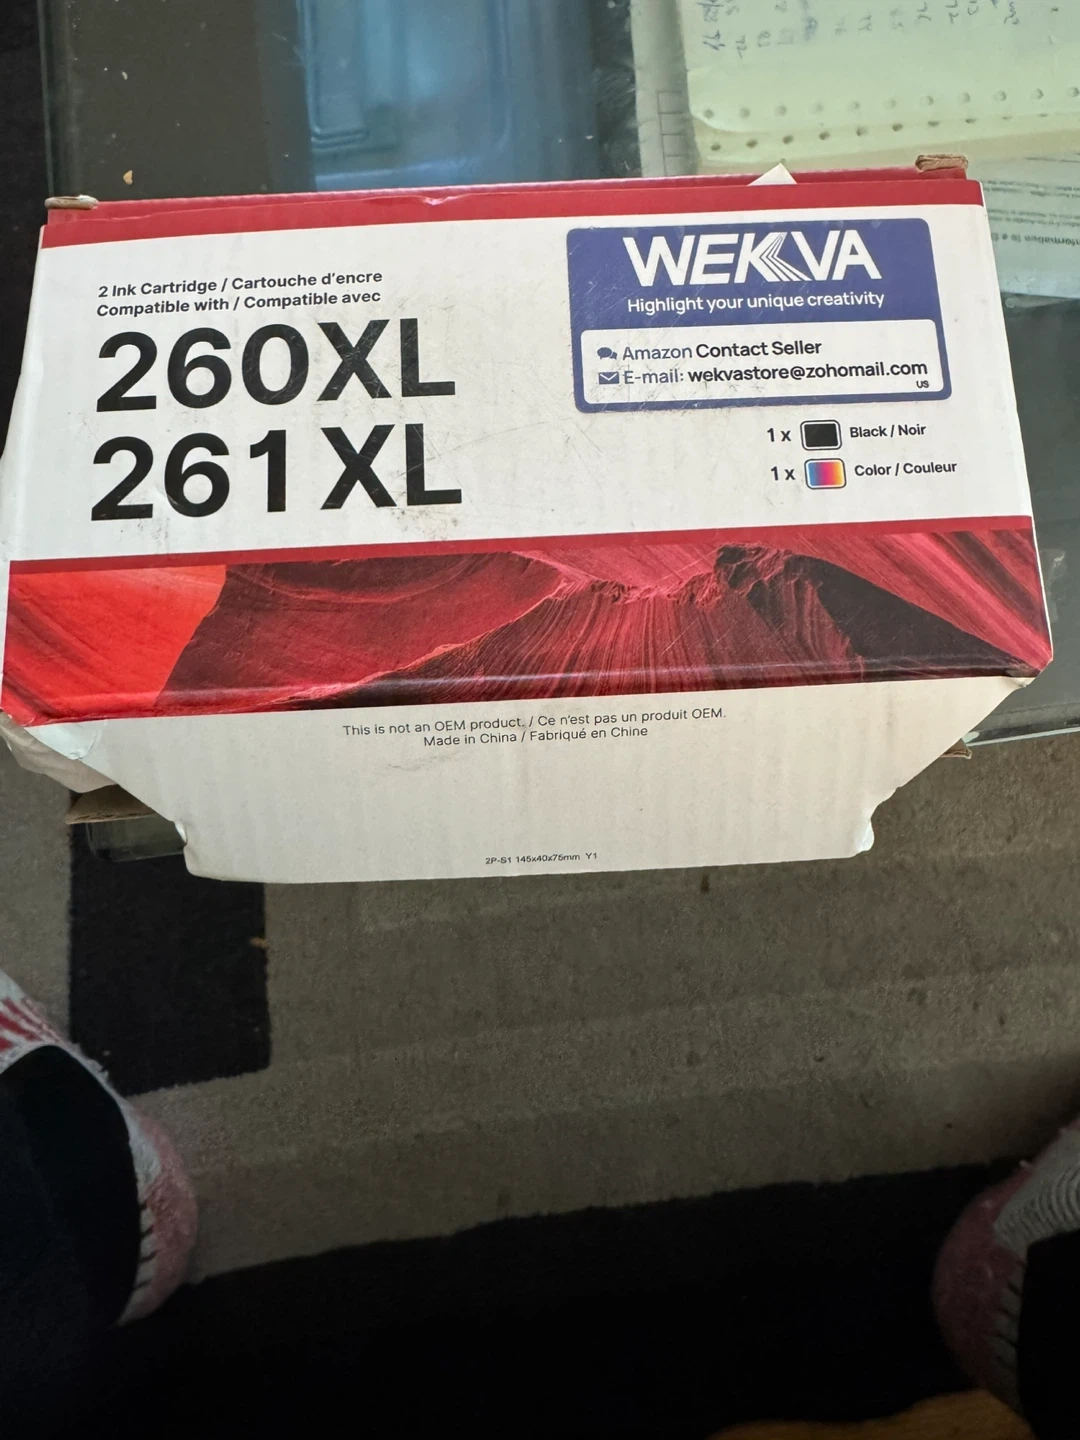 2 Ink Cartridge / Cartouche d'encre
Compatible with / Compatible avec
260XL
261XL
WEKVA
Highlight your unique creativity
Amazon Contact Seller
E-mail: wekvastore@zohomail.com
US
1 x Black / Noir
1 x Color / Couleur
This is not an OEM product. / Ce n'est pas un produit OEM.
Made in China / Fabriqué en Chine
2P-S1 145x40x75mm Y1